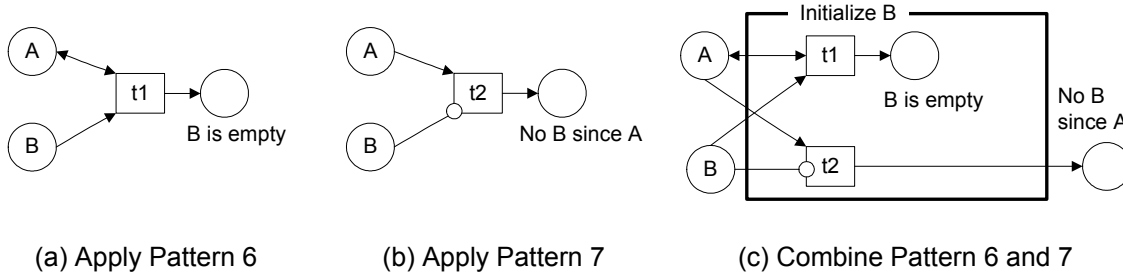 Initialize B
A
t1
B is empty
B
A
t2
No B since A
B
A
t1
B is empty
No B
since A
B
t2
(a) Apply Pattern 6
(b) Apply Pattern 7
(c) Combine Pattern 6 and 7